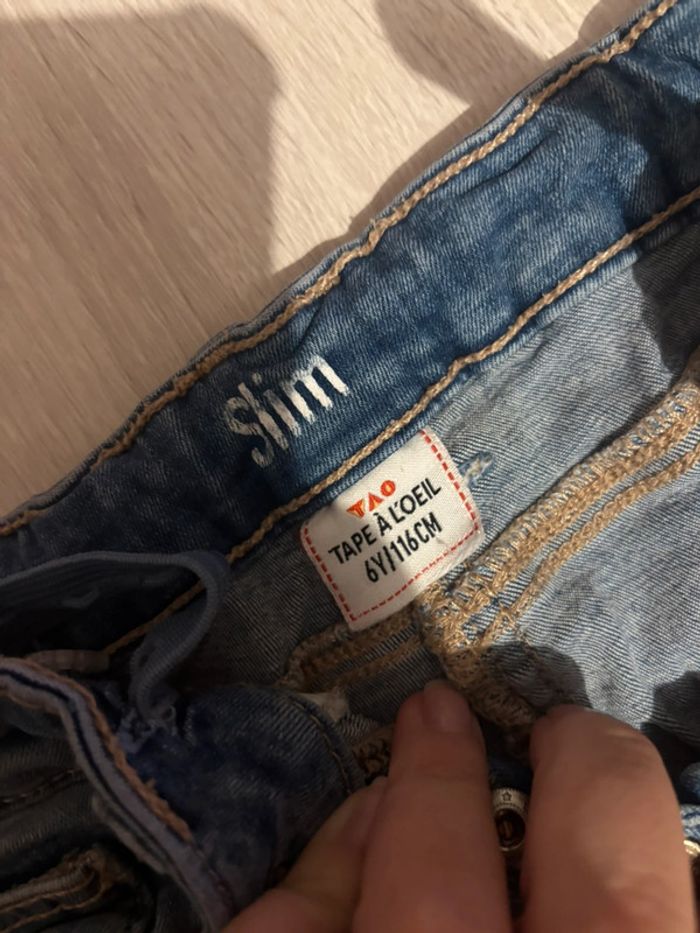 Slim
TAO
TAPE À L'OEIL
6Y/116CM